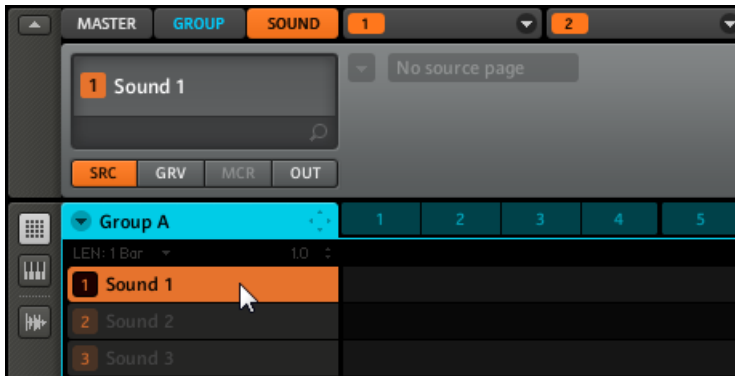 MASTER GROUP SOUND 1 2
1 Sound 1
No source page
SRC GRV MCR OUT
Group A 1 2 3 4 5
LEN: 1 Bar 1.0
1 Sound 1
2 Sound 2
3 Sound 3